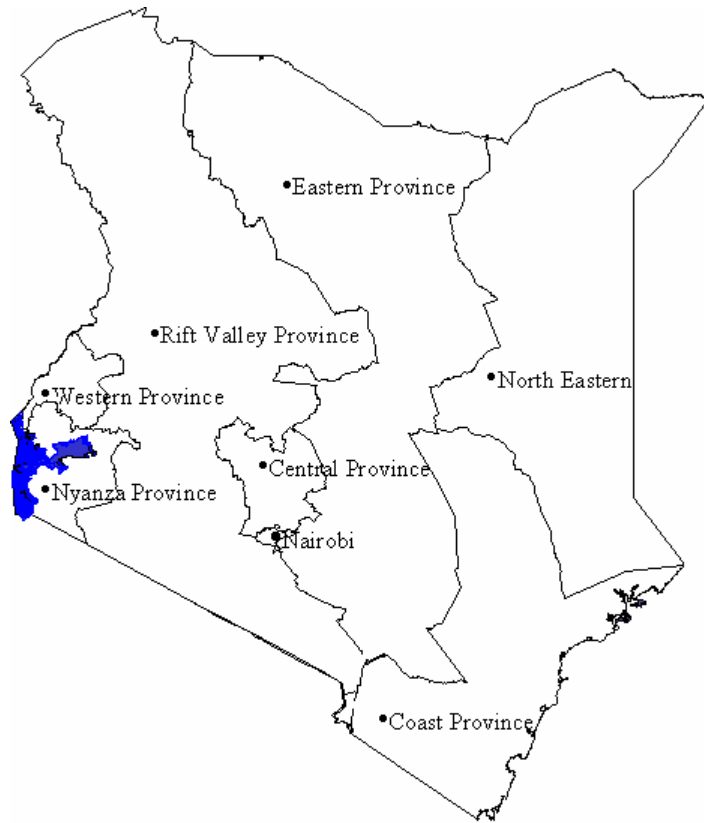 Eastern Province
Rift Valley Province
North Eastern
Western Province
Central Province
Nyanza Province
Nairobi
Coast Province